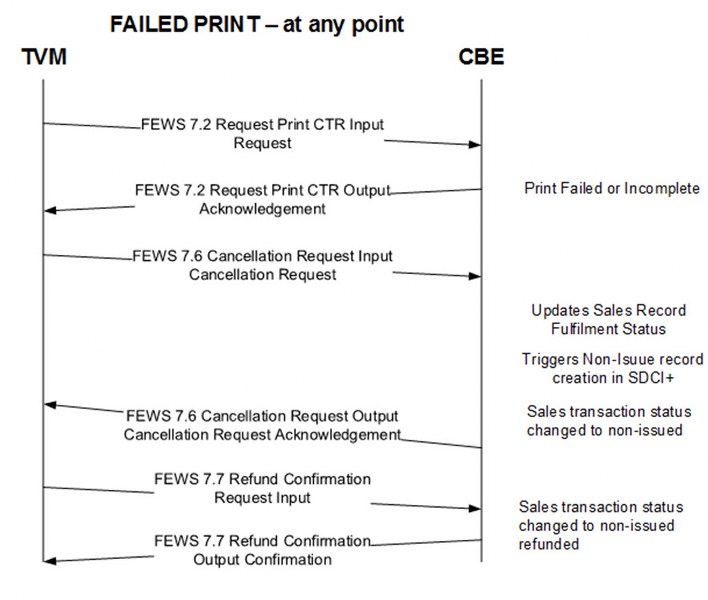 FAILED PRINT – at any point
TVM
CBE
FEWS 7.2 Request Print CTR Input
Request
FEWS 7.2 Request Print CTR Output
Acknowledgement
Print Failed or Incomplete
FEWS 7.6 Cancellation Request Input
Cancellation Request
Updates Sales Record
Fulfilment Status
Triggers Non-Isuue record
creation in SDCI+
FEWS 7.6 Cancellation Request Output
Cancellation Request Acknowledgement
Sales transaction status
changed to non-issued
FEWS 7.7 Refund Confirmation
Request Input
Sales transaction status
changed to non-issued
refunded
FEWS 7.7 Refund Confirmation
Output Confirmation